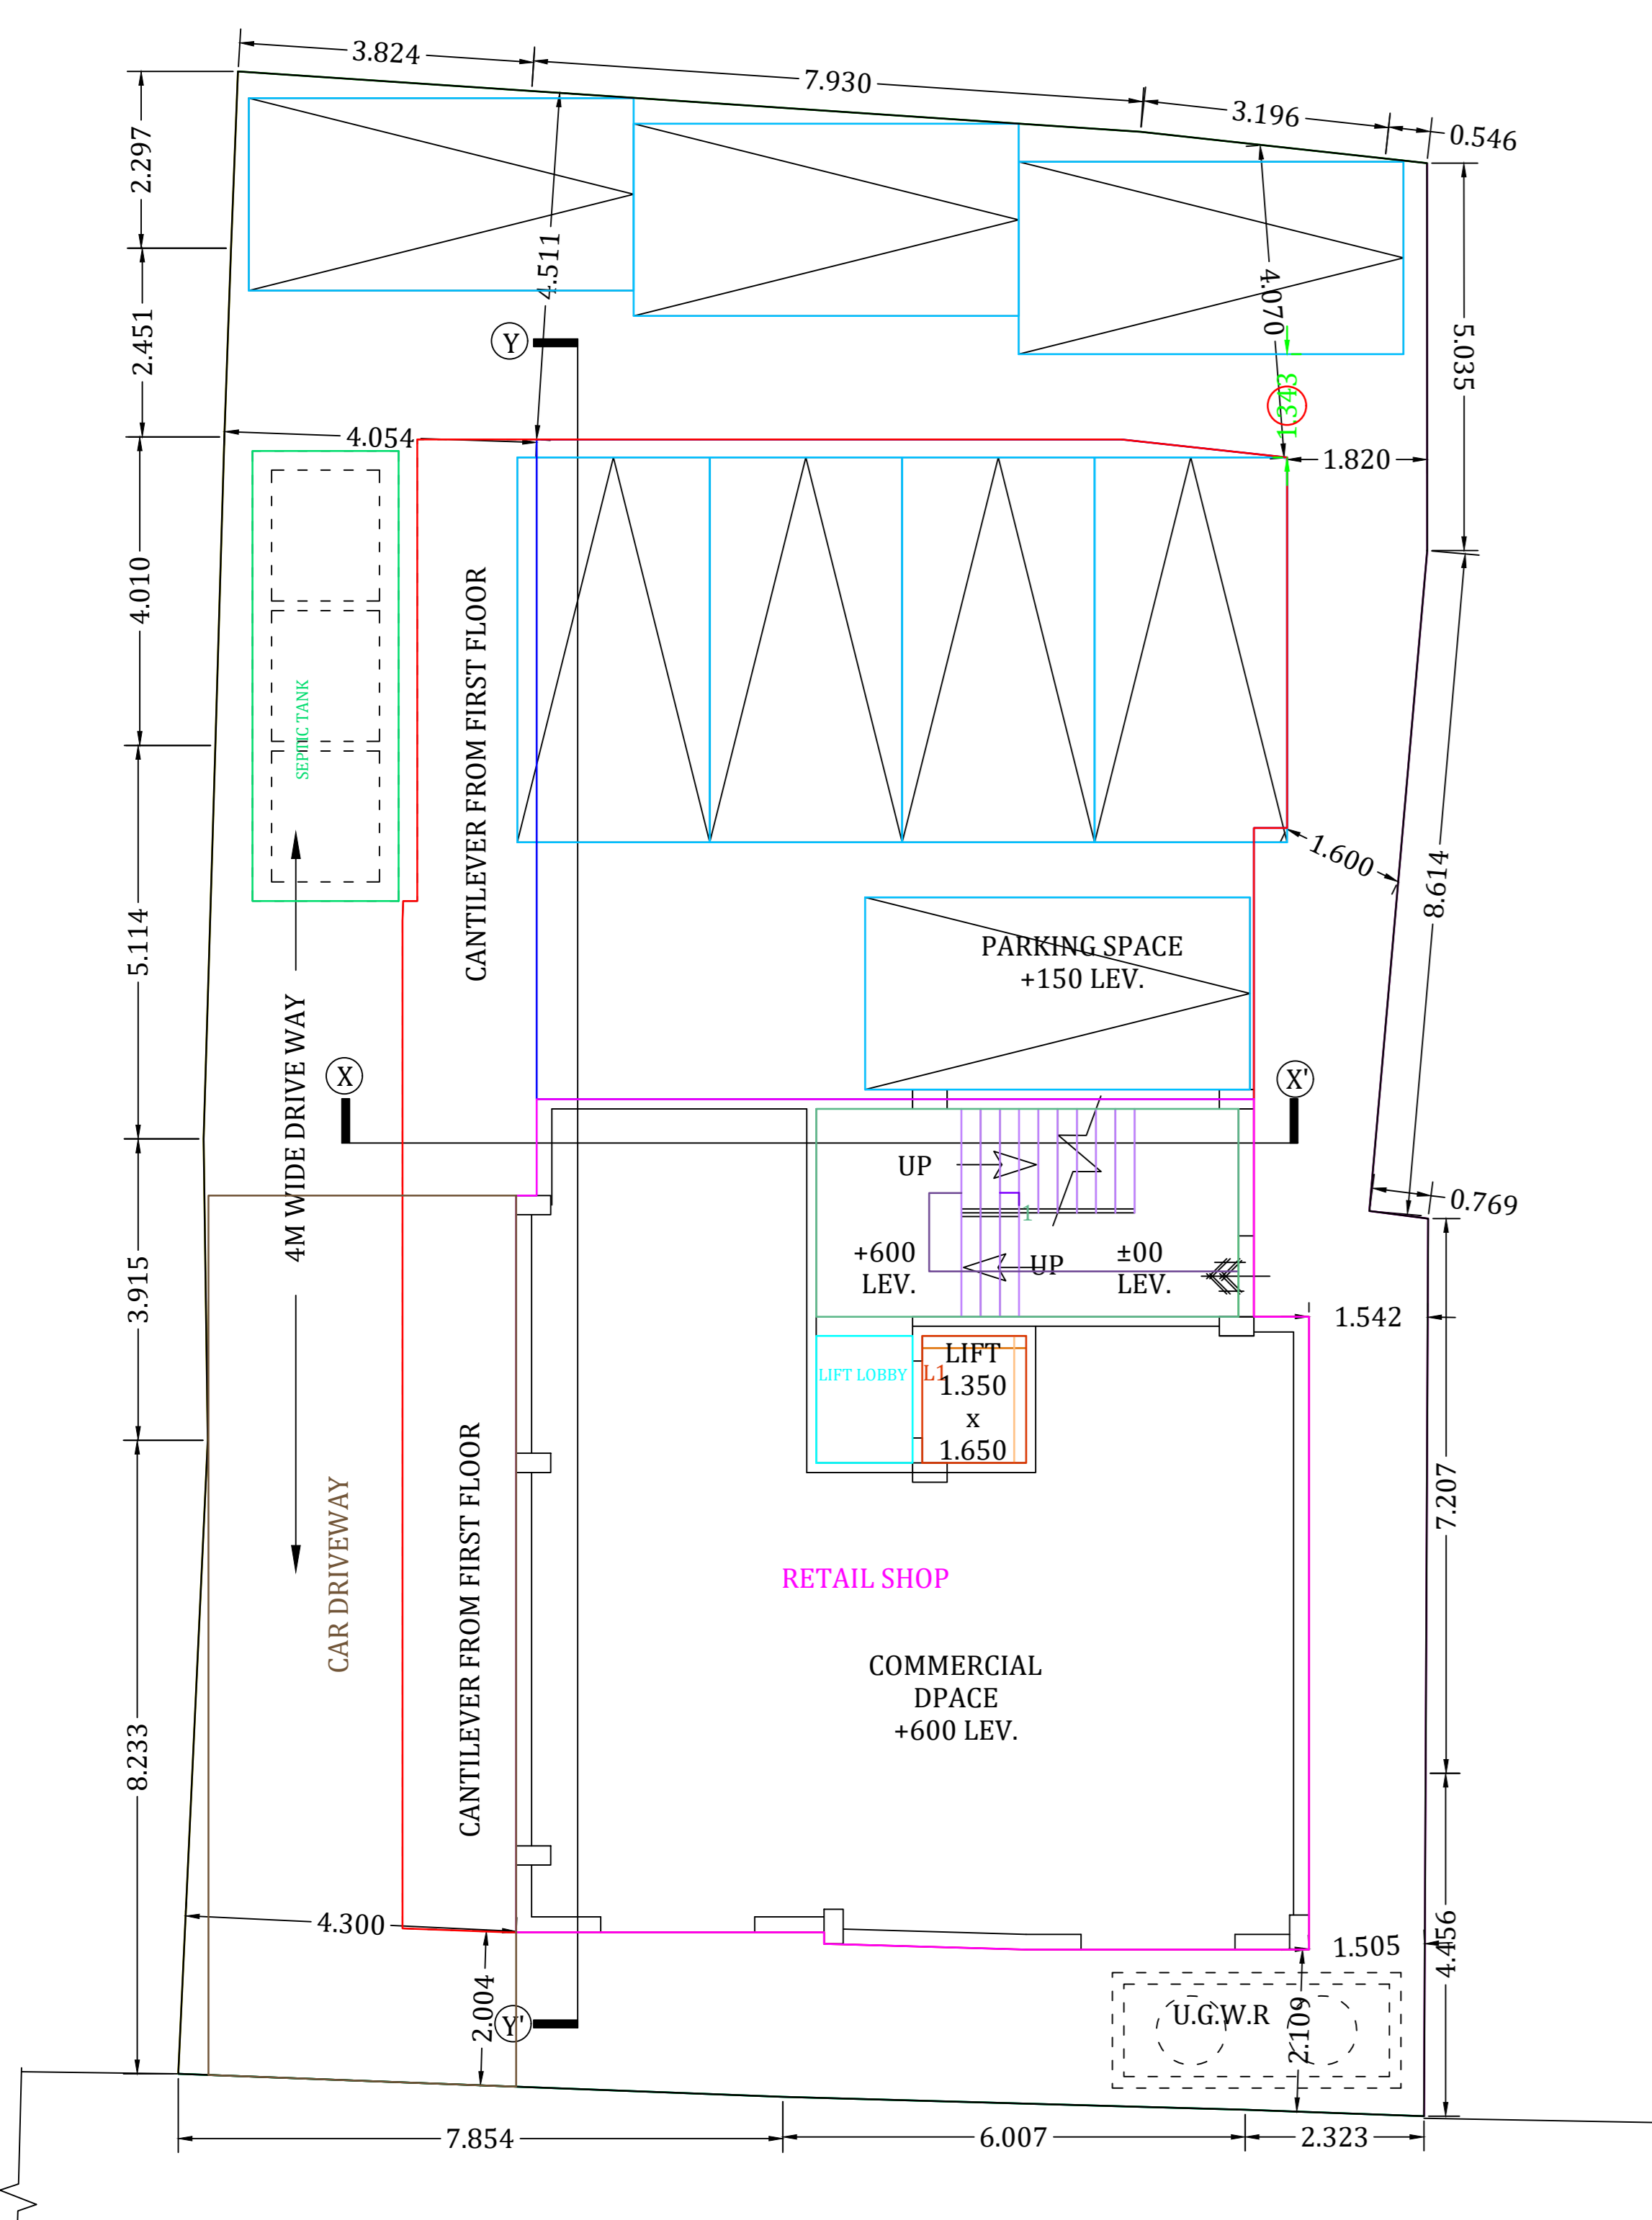 3.824
7.930
3.196
0.546
2.297
2.451
4.511
4.070
5.035
Y
1.343
4.054
1.820
4.010
CANTILEVER FROM FIRST FLOOR
SEPTIC TANK
1.600
8.614
5.114
PARKING SPACE
+150 LEV.
4M WIDE DRIVE WAY
X
X'
UP
0.769
1
+600
LEV.
UP
±00
LEV.
3.915
1.542
LIFT LOBBY
L1
LIFT
1.350
x
1.650
CAR DRIVEWAY
CANTILEVER FROM FIRST FLOOR
7.207
RETAIL SHOP
COMMERCIAL
DPACE
+600 LEV.
8.233
4.300
1.505
4.456
2.004
Y'
U.G.W.R
2.109
7.854
6.007
2.323